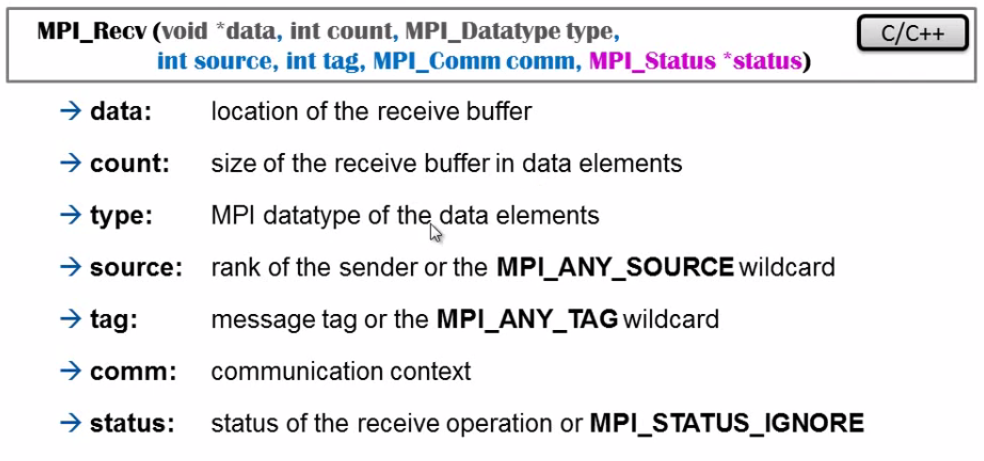 MPI_Recv (void *data, int count, MPI_Datatype type,
int source, int tag, MPI_Comm comm, MPI_Status *status)
C/C++
→ data: location of the receive buffer
→ count: size of the receive buffer in data elements
→ type: MPI datatype of the data elements
→ source: rank of the sender or the MPI_ANY_SOURCE wildcard
→ tag: message tag or the MPI_ANY_TAG wildcard
→ comm: communication context
→ status: status of the receive operation or MPI_STATUS_IGNORE